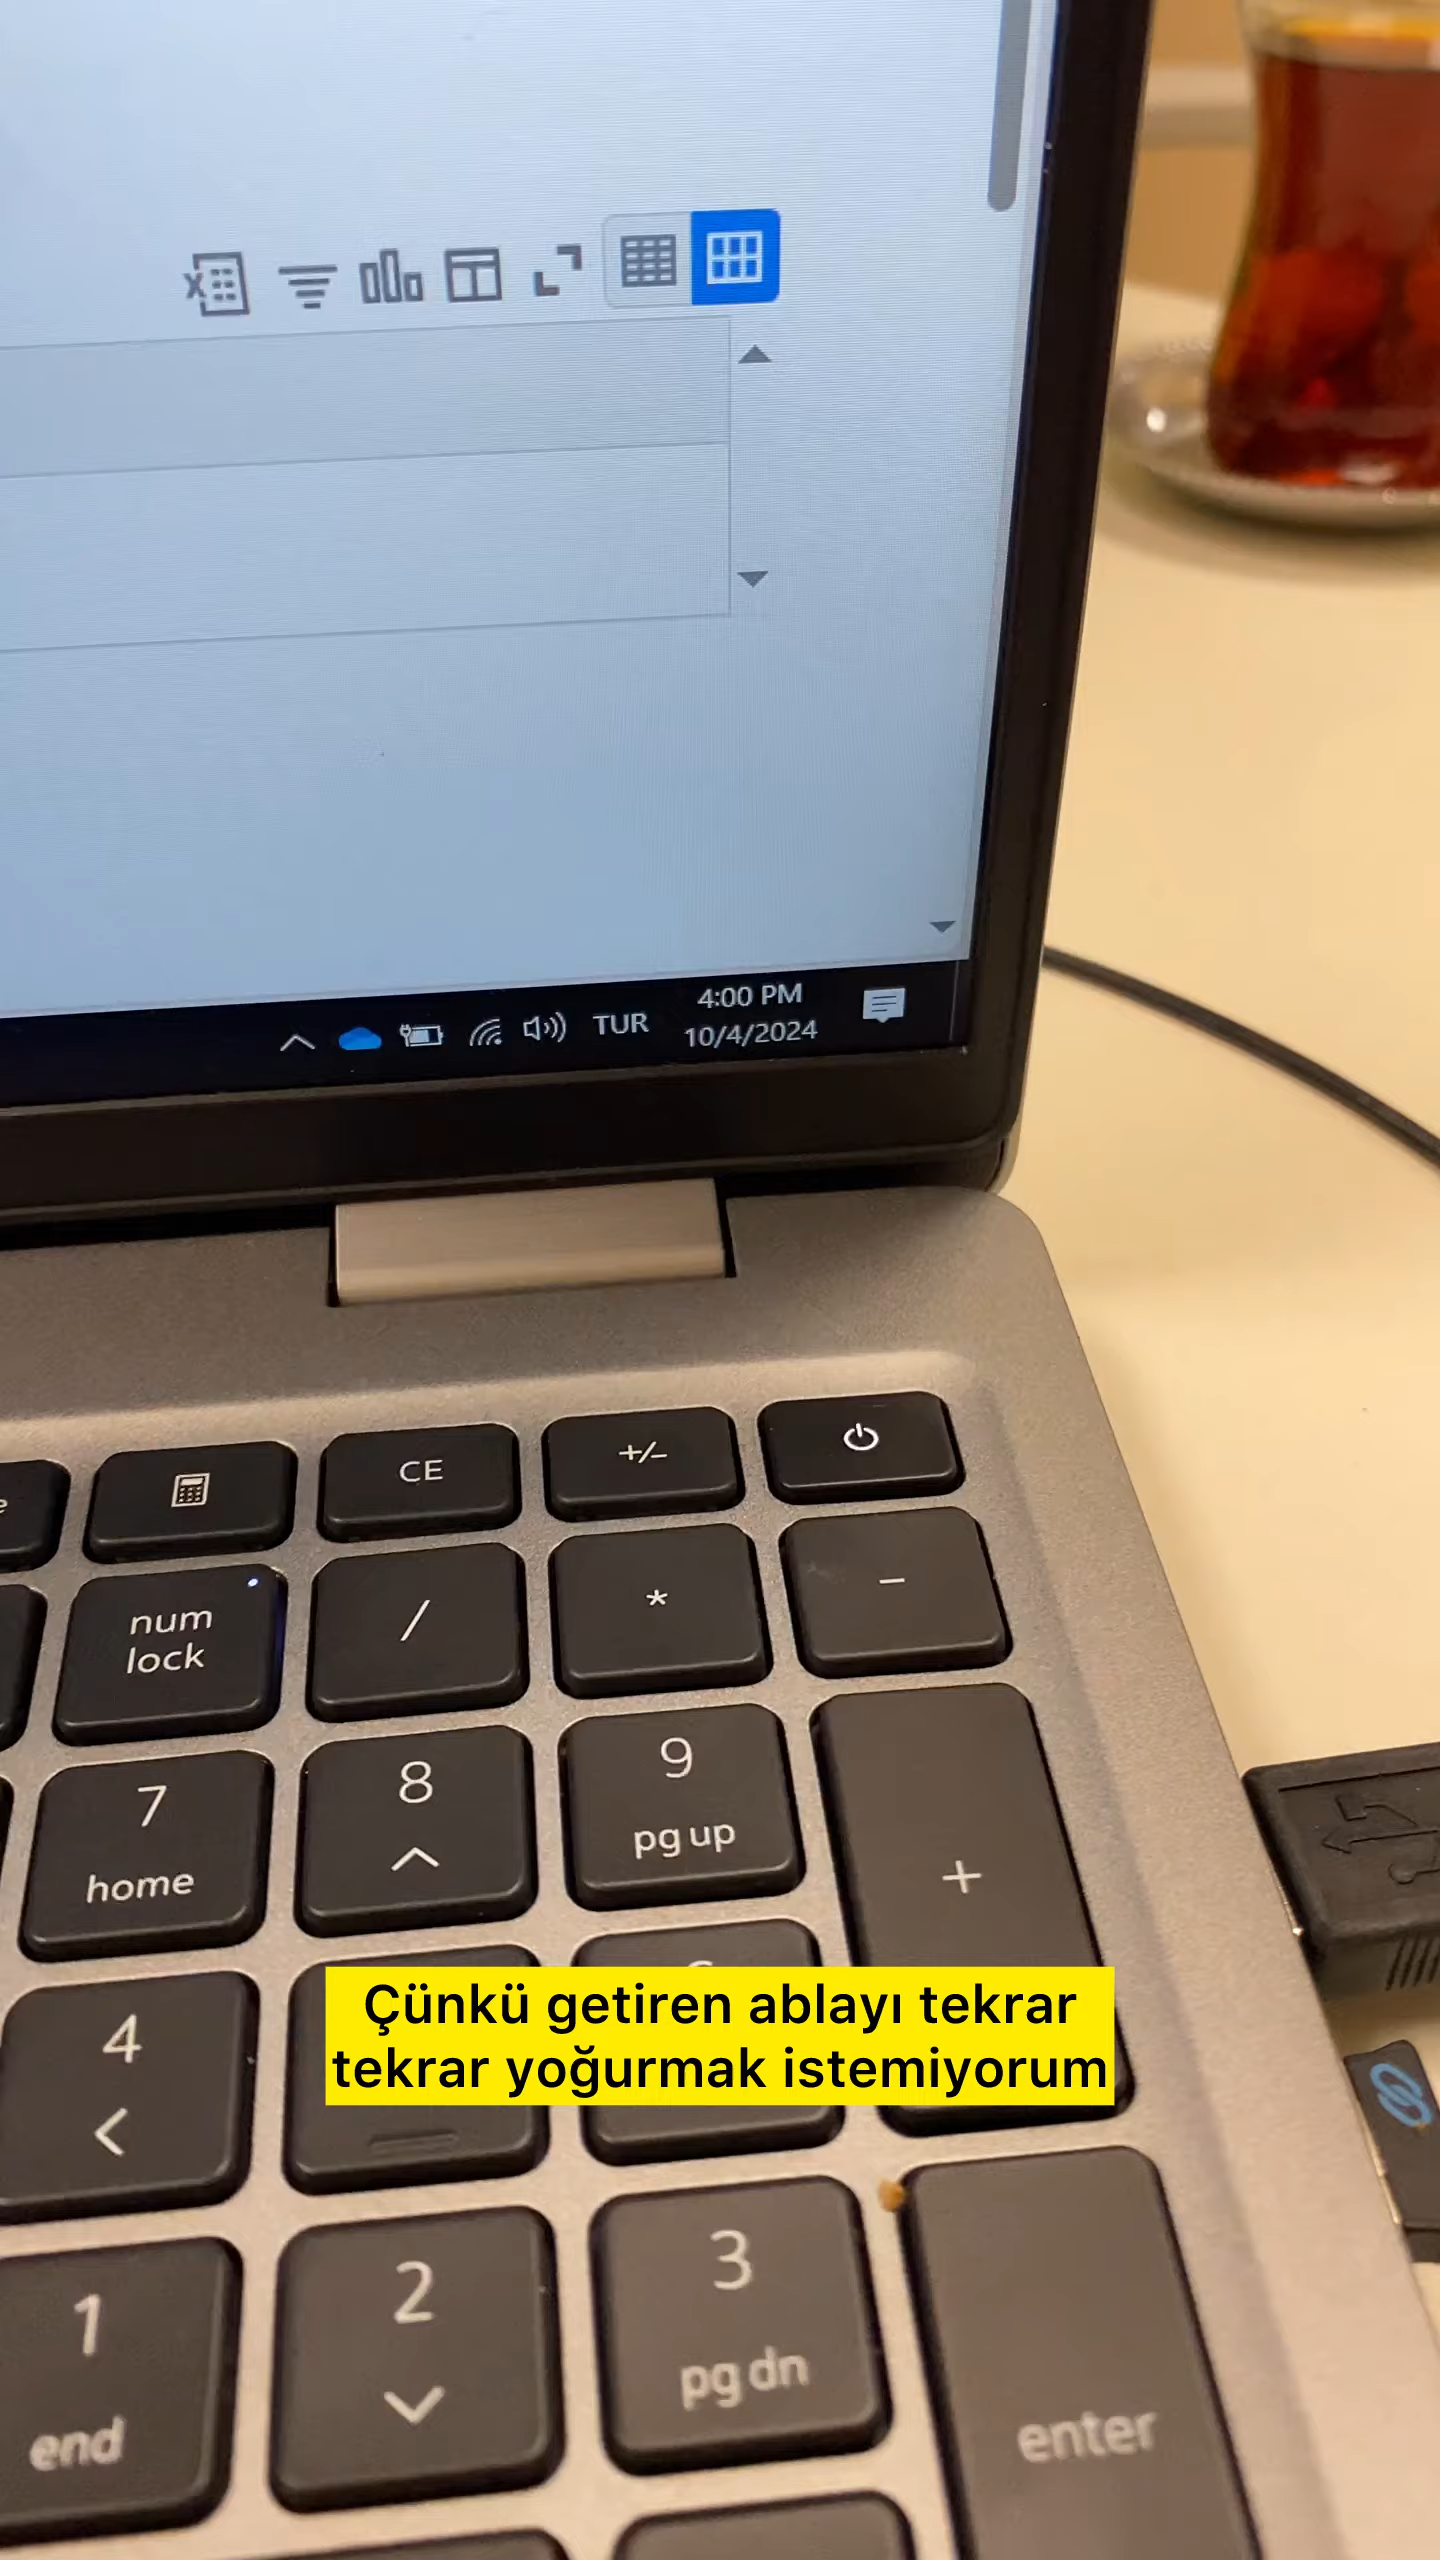 4:00 PM
TUR
10/4/2024
CE
+/-
num
lock
/
*
-
7
8
9
home
pg up
+
Çünkü getiren ablayı tekrar
tekrar yoğurmak istemiyorum
4
1
2
3
end
pg dn
enter